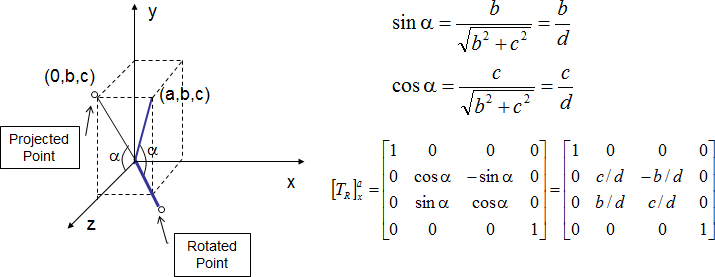 y
(0,b,c)
(a,b,c)
Projected
Point
α
α
x
z
Rotated
Point
sin α = b / √(b² + c²) = b / d
cos α = c / √(b² + c²) = c / d
[T_R]_x^α = [1 0 0 0; 0 cos α −sin α 0; 0 sin α cos α 0; 0 0 0 1] = [1 0 0 0; 0 c/d −b/d 0; 0 b/d c/d 0; 0 0 0 1]